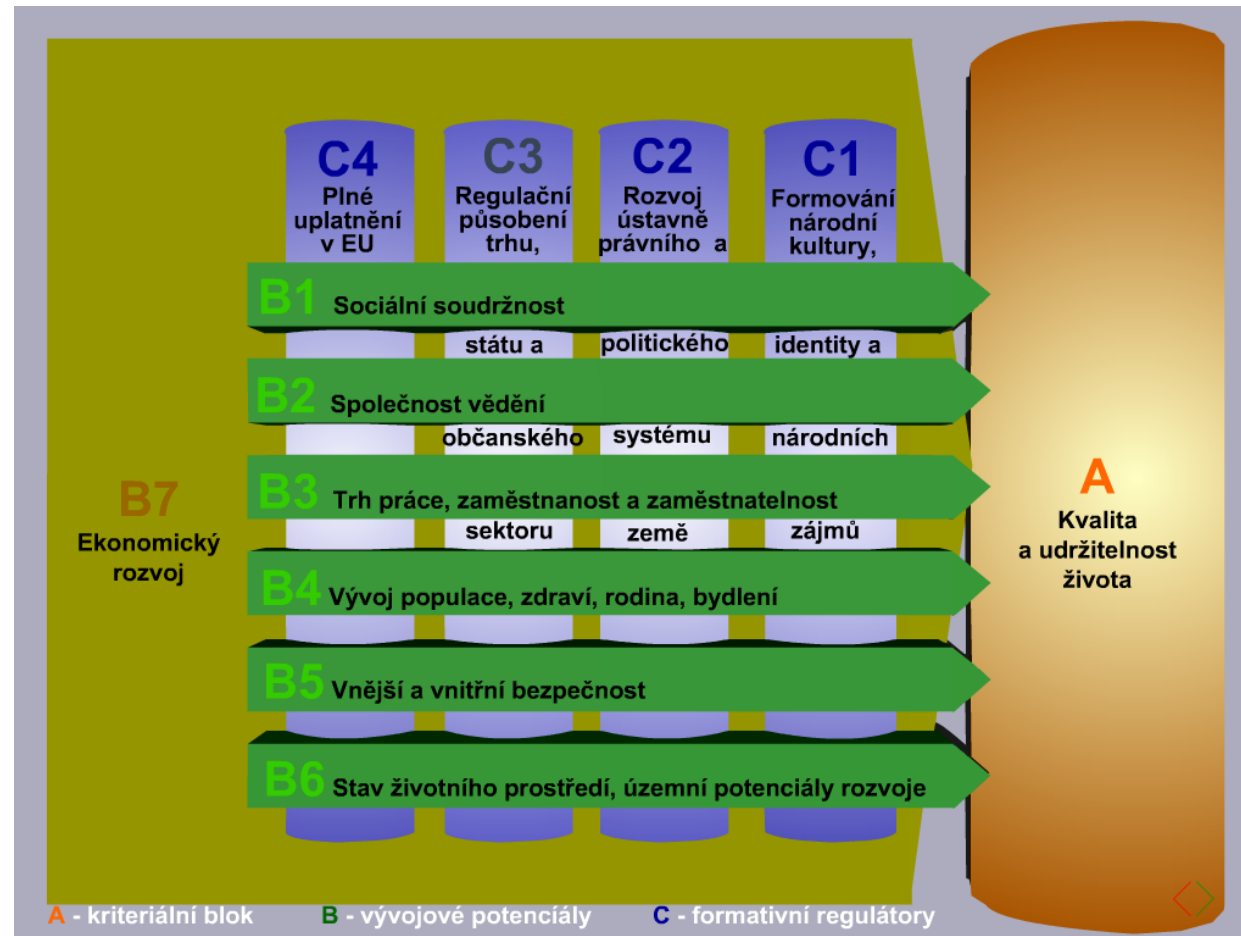 C4
Plné
uplatnění
v EU
C3
Regulační
působení
trhu,
státu a
občanského
sektoru
C2
Rozvoj
ústavně
právního a
politického
systému
země
C1
Formování
národní
kultury,
identity a
národních
zájmů
B1 Sociální soudržnost
B2 Společnost vědění
B3 Trh práce, zaměstnanost a zaměstnatelnost
B4 Vývoj populace, zdraví, rodina, bydlení
B5 Vnější a vnitřní bezpečnost
B6 Stav životního prostředí, územní potenciály rozvoje
B7
Ekonomický
rozvoj
A
Kvalita
a udržitelnost
života
A - kriteriální blok B - vývojové potenciály C - formativní regulátory